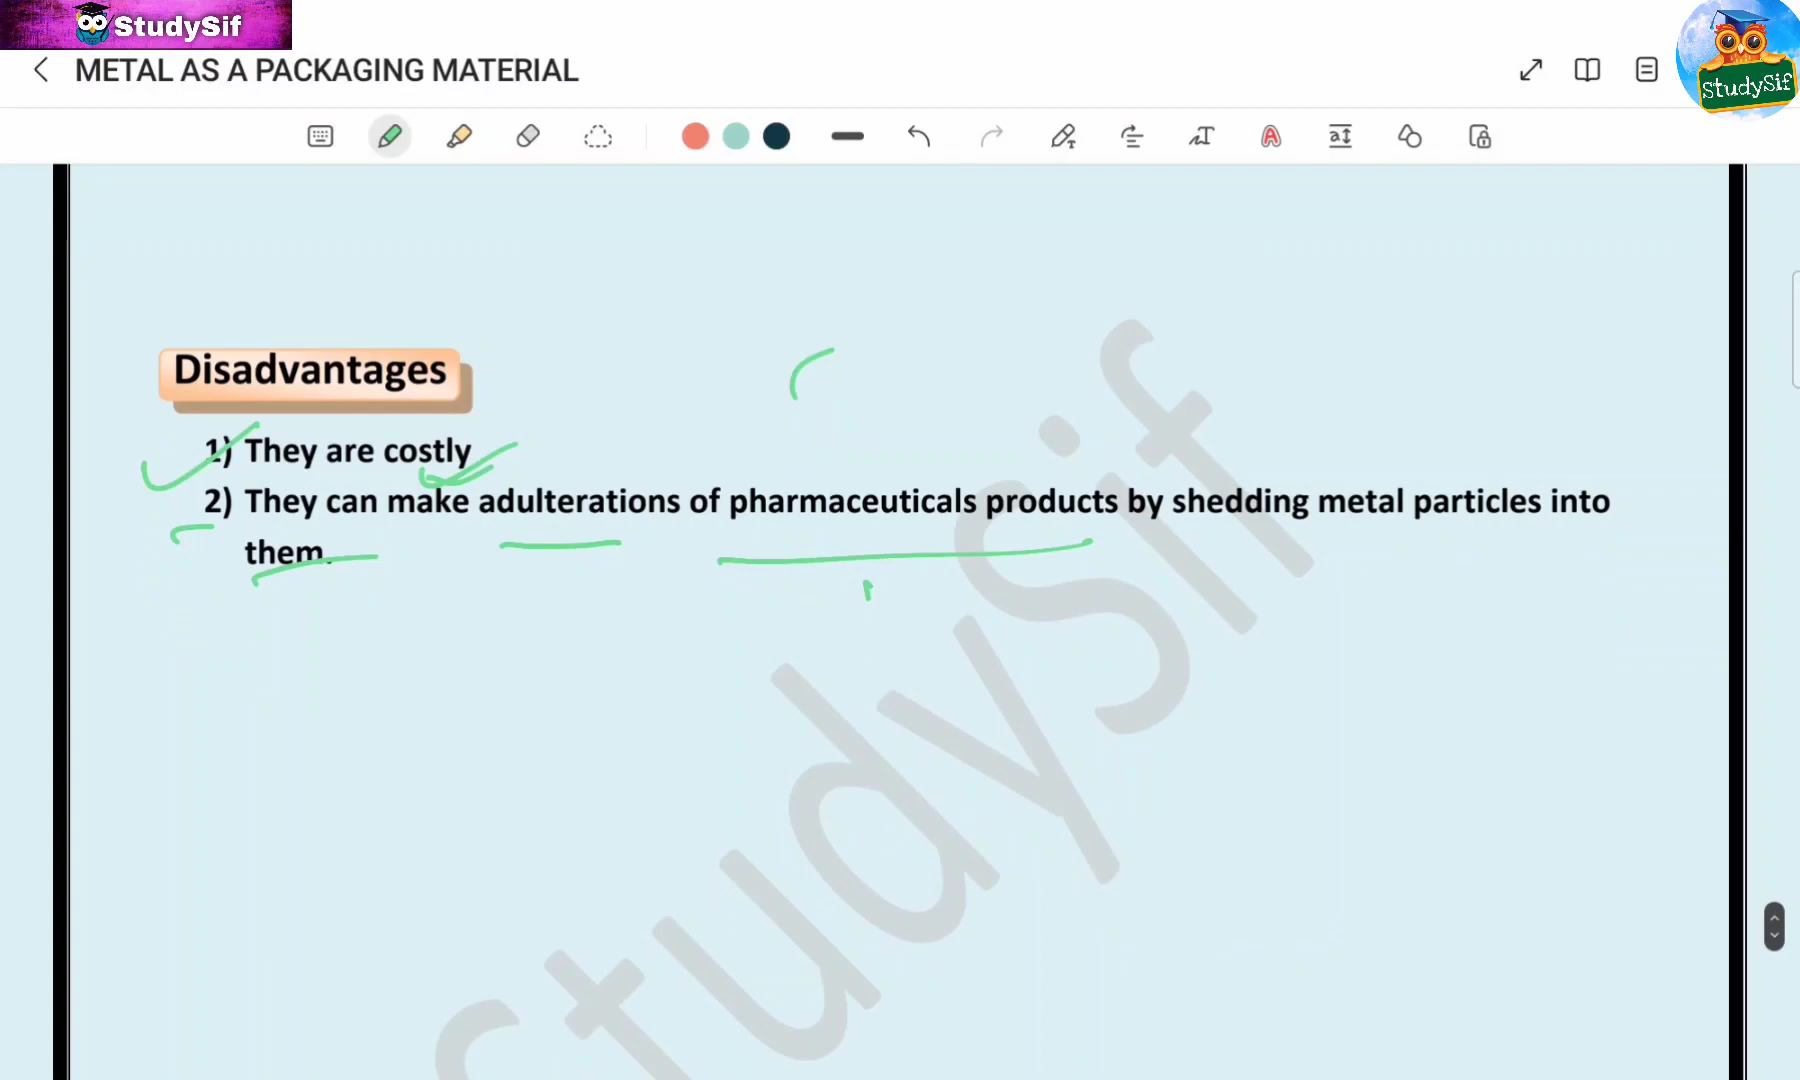 StudySif
METAL AS A PACKAGING MATERIAL
StudySif
Disadvantages
1) They are costly
2) They can make adulterations of pharmaceuticals products by shedding metal particles into
them.
StudySif